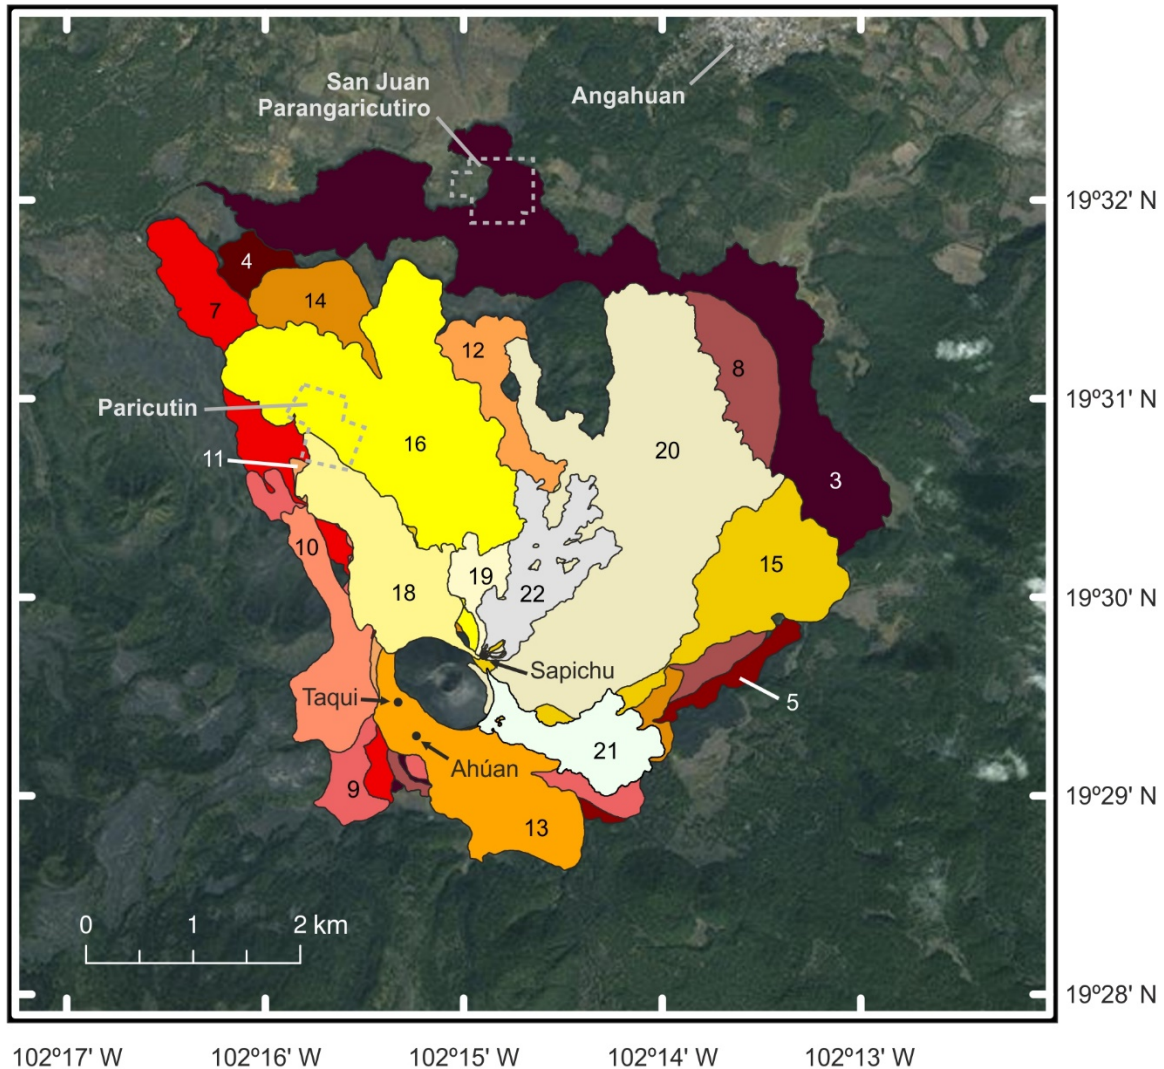 San Juan
Parangaricutiro
Angahuan
19º32' N
4
7
14
12
8
19º31' N
Paricutin
16
20
11
3
10
15
18
19
22
19º30' N
Sapichu
Taqui
5
21
Ahúan
9
19º29' N
13
0 1 2 km
19º28' N
102º17' W 102º16' W 102º15' W 102º14' W 102º13' W